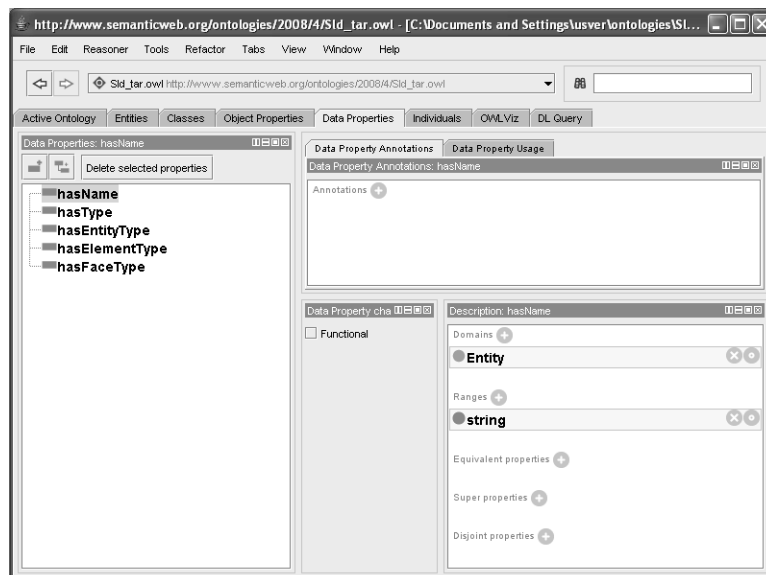 http://www.semanticweb.org/ontologies/2008/4/Sld_tar.owl - [C:\Documents and Settings\usver\ontologies\Sl...
File Edit Reasoner Tools Refactor Tabs View Window Help
Sld_tar.owl http://www.semanticweb.org/ontologies/2008/4/Sld_tar.owl
Active Ontology Entities Classes Object Properties Data Properties Individuals OWLViz DL Query
Data Properties: hasName
Delete selected properties
hasName
hasType
hasEntityType
hasElementType
hasFaceType
Data Property Annotations Data Property Usage
Data Property Annotations: hasName
Annotations
Data Property cha
Functional
Description: hasName
Domains
Entity
Ranges
string
Equivalent properties
Super properties
Disjoint properties